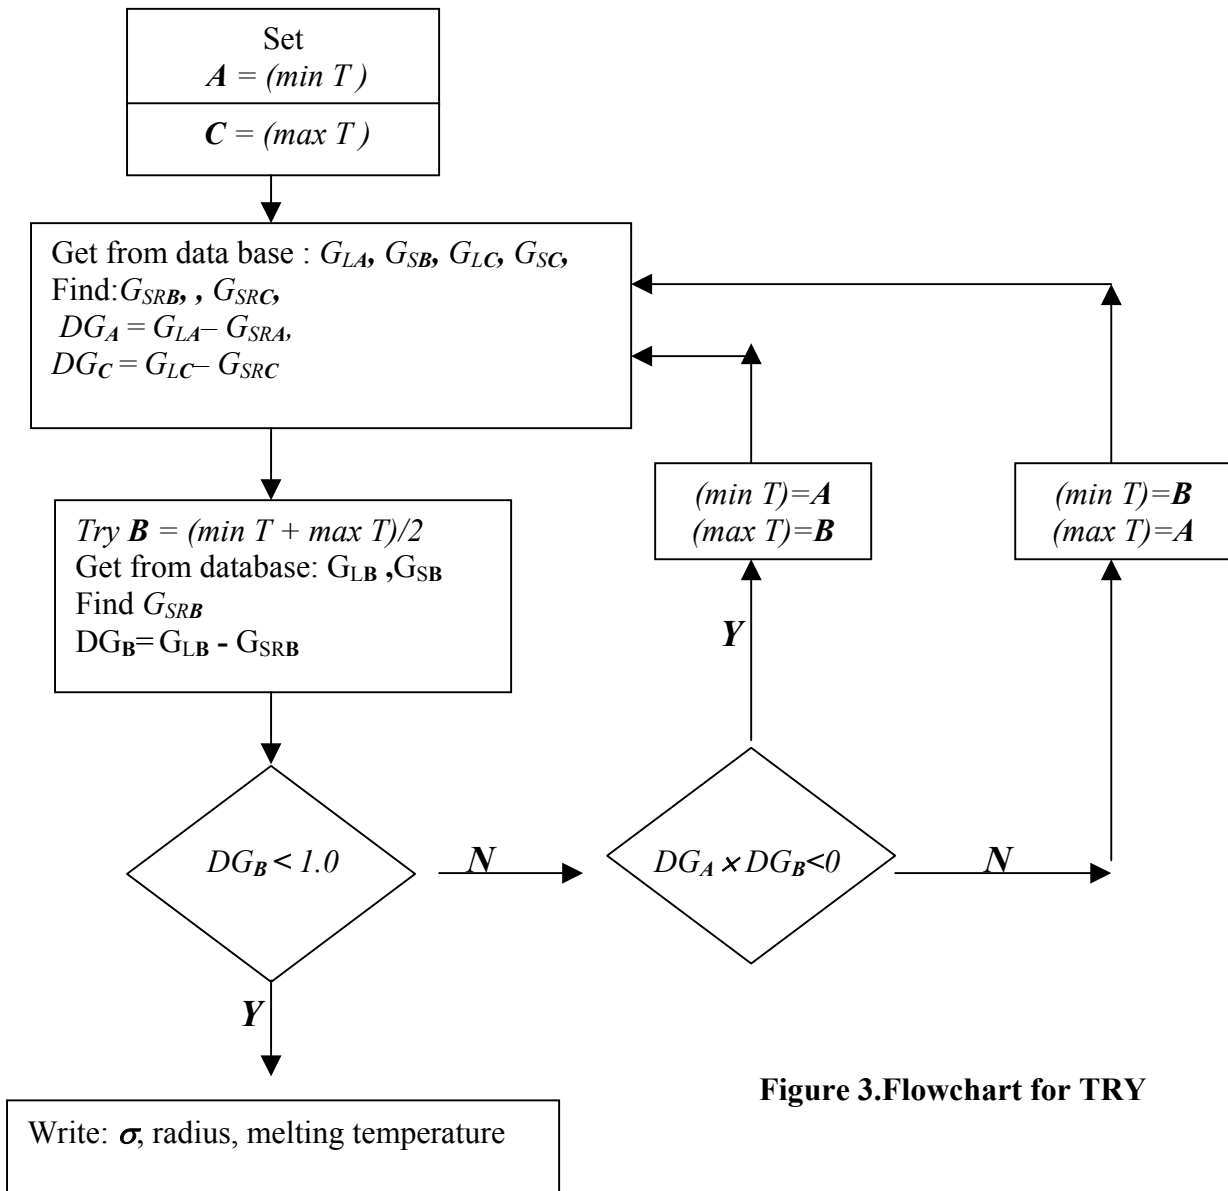 Set
A = (min T )
C = (max T )
Get from data base : GLA, GSB, GLC, GSC,
Find:GSRB, , GSRC,
DGA = GLA– GSRA,
DGC = GLC– GSRC
(min T)=A
(max T)=B
(min T)=B
(max T)=A
Try B = (min T + max T)/2
Get from database: GLB ,GSB
Find GSRB
DGB= GLB - GSRB
Y
DGB < 1.0
N
DGA × DGB<0
N
Y
Figure 3.Flowchart for TRY
Write: σ, radius, melting temperature